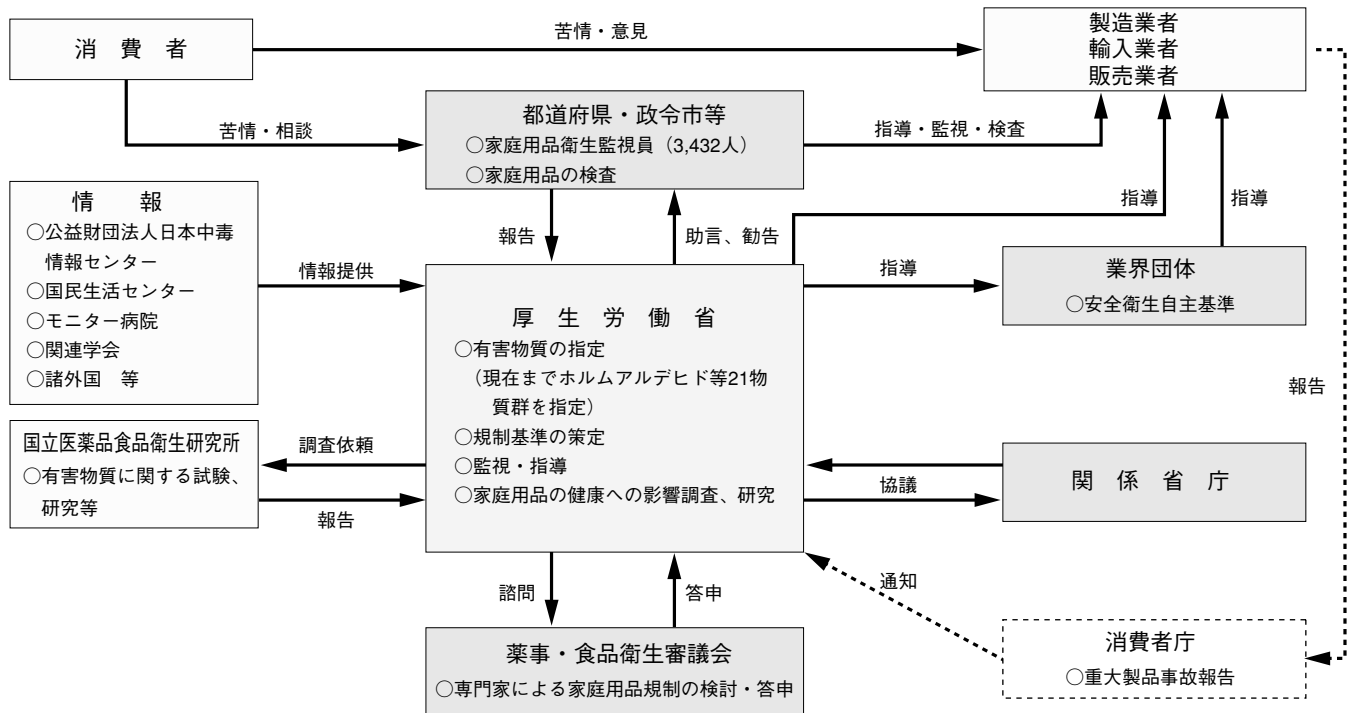 苦情・意見
消　費　者
製造業者
輸入業者
販売業者
都道府県・政令市等
○家庭用品衛生監視員（3,432人）
○家庭用品の検査
苦情・相談
指導・監視・検査
情　報
○公益財団法人日本中毒
情報センター
○国民生活センター
○モニター病院
○関連学会
○諸外国　等
報告
助言、勧告
指導
指導
情報提供
指導
業界団体
○安全衛生自主基準
厚　生　労　働　省
○有害物質の指定
（現在までホルムアルデヒド等21物
質群を指定）
○規制基準の策定
○監視・指導
○家庭用品の健康への影響調査、研究
報告
国立医薬品食品衛生研究所
○有害物質に関する試験、
研究等
調査依頼
報告
協議
関　係　省　庁
諮問
答申
通知
薬事・食品衛生審議会
○専門家による家庭用品規制の検討・答申
消費者庁
○重大製品事故報告